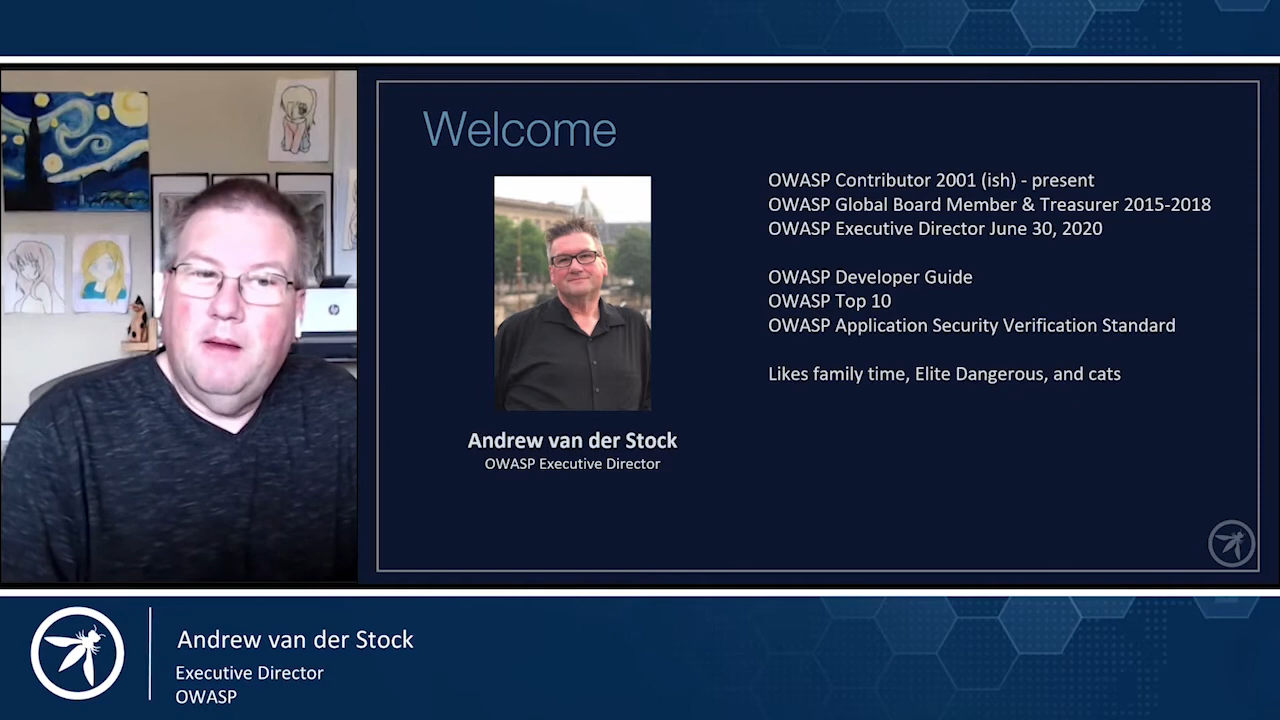 Welcome
OWASP Contributor 2001 (ish) - present
OWASP Global Board Member & Treasurer 2015-2018
OWASP Executive Director June 30, 2020
OWASP Developer Guide
OWASP Top 10
OWASP Application Security Verification Standard
Likes family time, Elite Dangerous, and cats
Andrew van der Stock
OWASP Executive Director
hp
Andrew van der Stock
Executive Director
OWASP